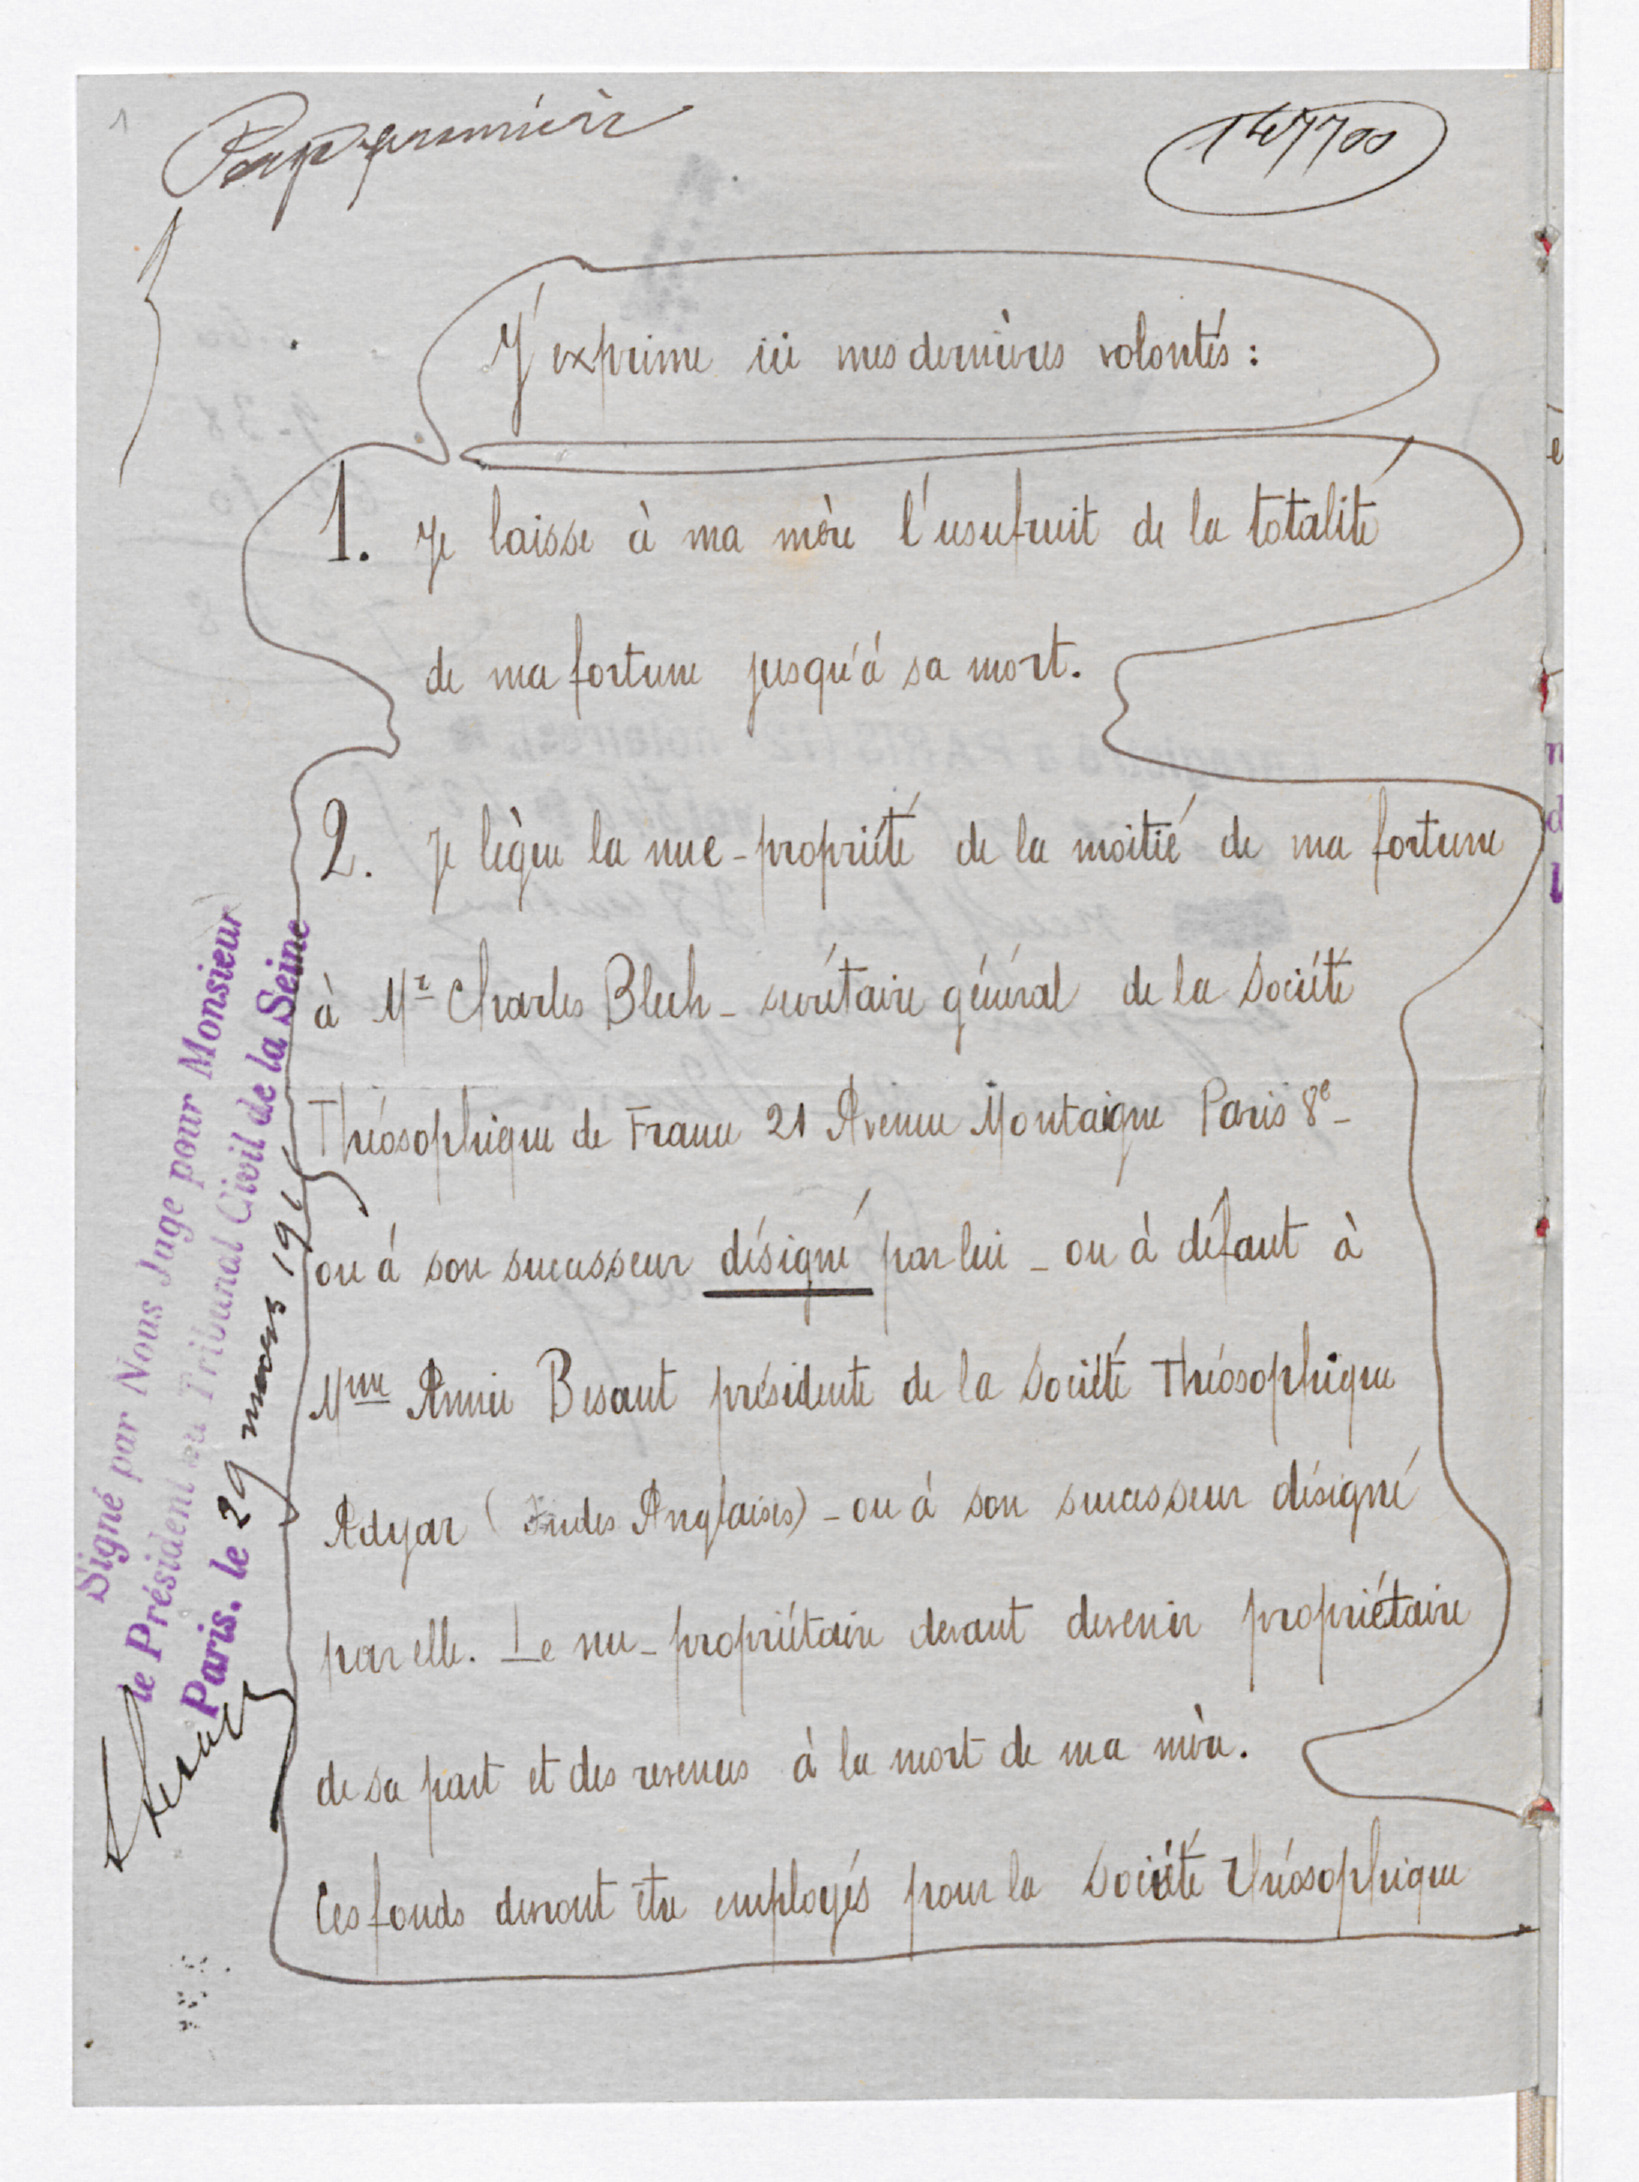 J'exprime ici mes dernières volontés :
1. Je laisse à ma mère l'usufruit de la totalité
de ma fortune jusqu'à sa mort.
2. Je lègue la nue-propriété de la moitié de ma fortune
à Mr Charles Blech - secrétaire général de la Société
Théosophique de France 21 Avenue Montaigne Paris 8e -
ou à son successeur désigné par lui - ou à défaut à
Mme Annie Besant présidente de la Société Théosophique
Adyar (Indes Anglaises) - ou à son successeur désigné
par elle. Le nu-propriétaire devant devenir propriétaire
de sa part et des revenus à la mort de ma mère.
Ces fonds devront être employés pour la Société Théosophique
Signé par Nous Juge pour Monsieur
le Président du Tribunal Civil de la Seine
Paris. le 29 mars 191